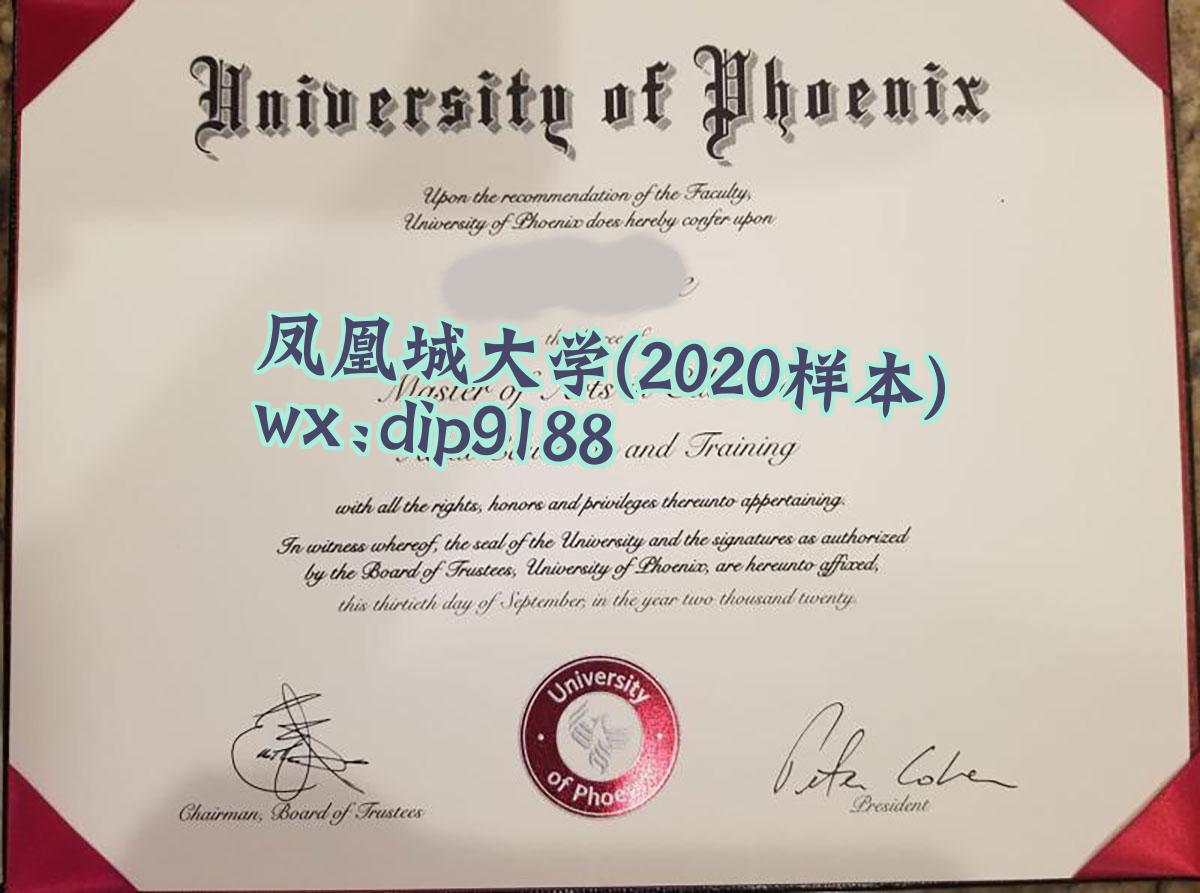 University of Phoenix
Upon the recommendation of the Faculty,
University of Phoenix does hereby confer upon
凤凰城大学(2020样本)
Master of Arts
wx:dip9188
and Training
with all the rights, honors and privileges thereunto appertaining.
In witness whereof, the seal of the University and the signatures as authorized
by the Board of Trustees, University of Phoenix, are hereunto affixed,
this thirtieth day of September, in the year two thousand twenty.
University
of Phoenix
Peter Cohen
Chairman, Board of Trustees
President